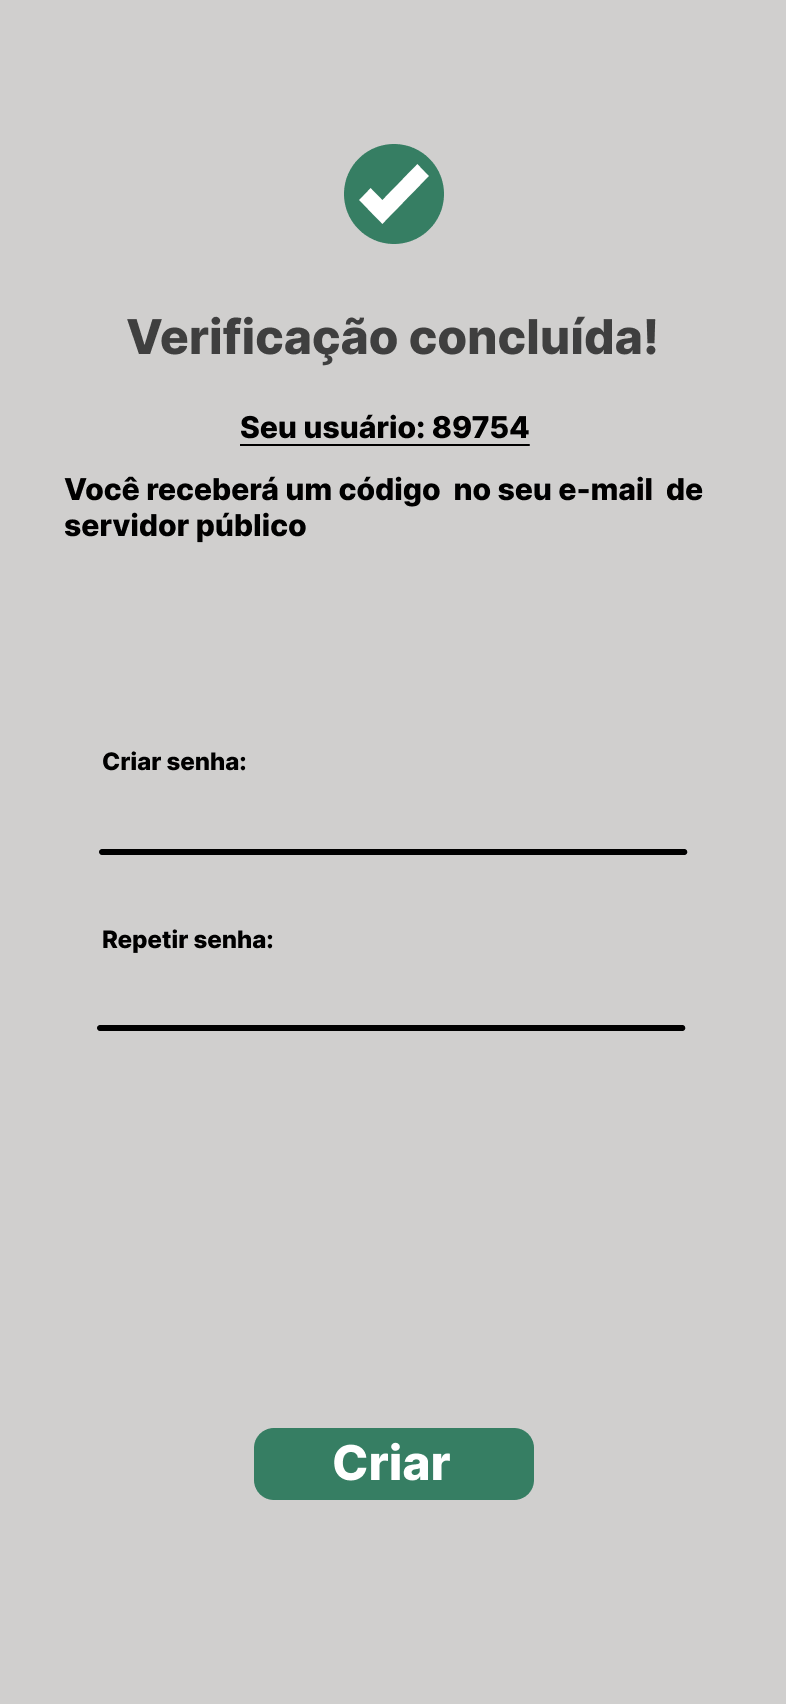 Verificação concluída!
Seu usuário: 89754
Você receberá um código  no seu e-mail  de
servidor público
Criar senha:
Repetir senha:
Criar